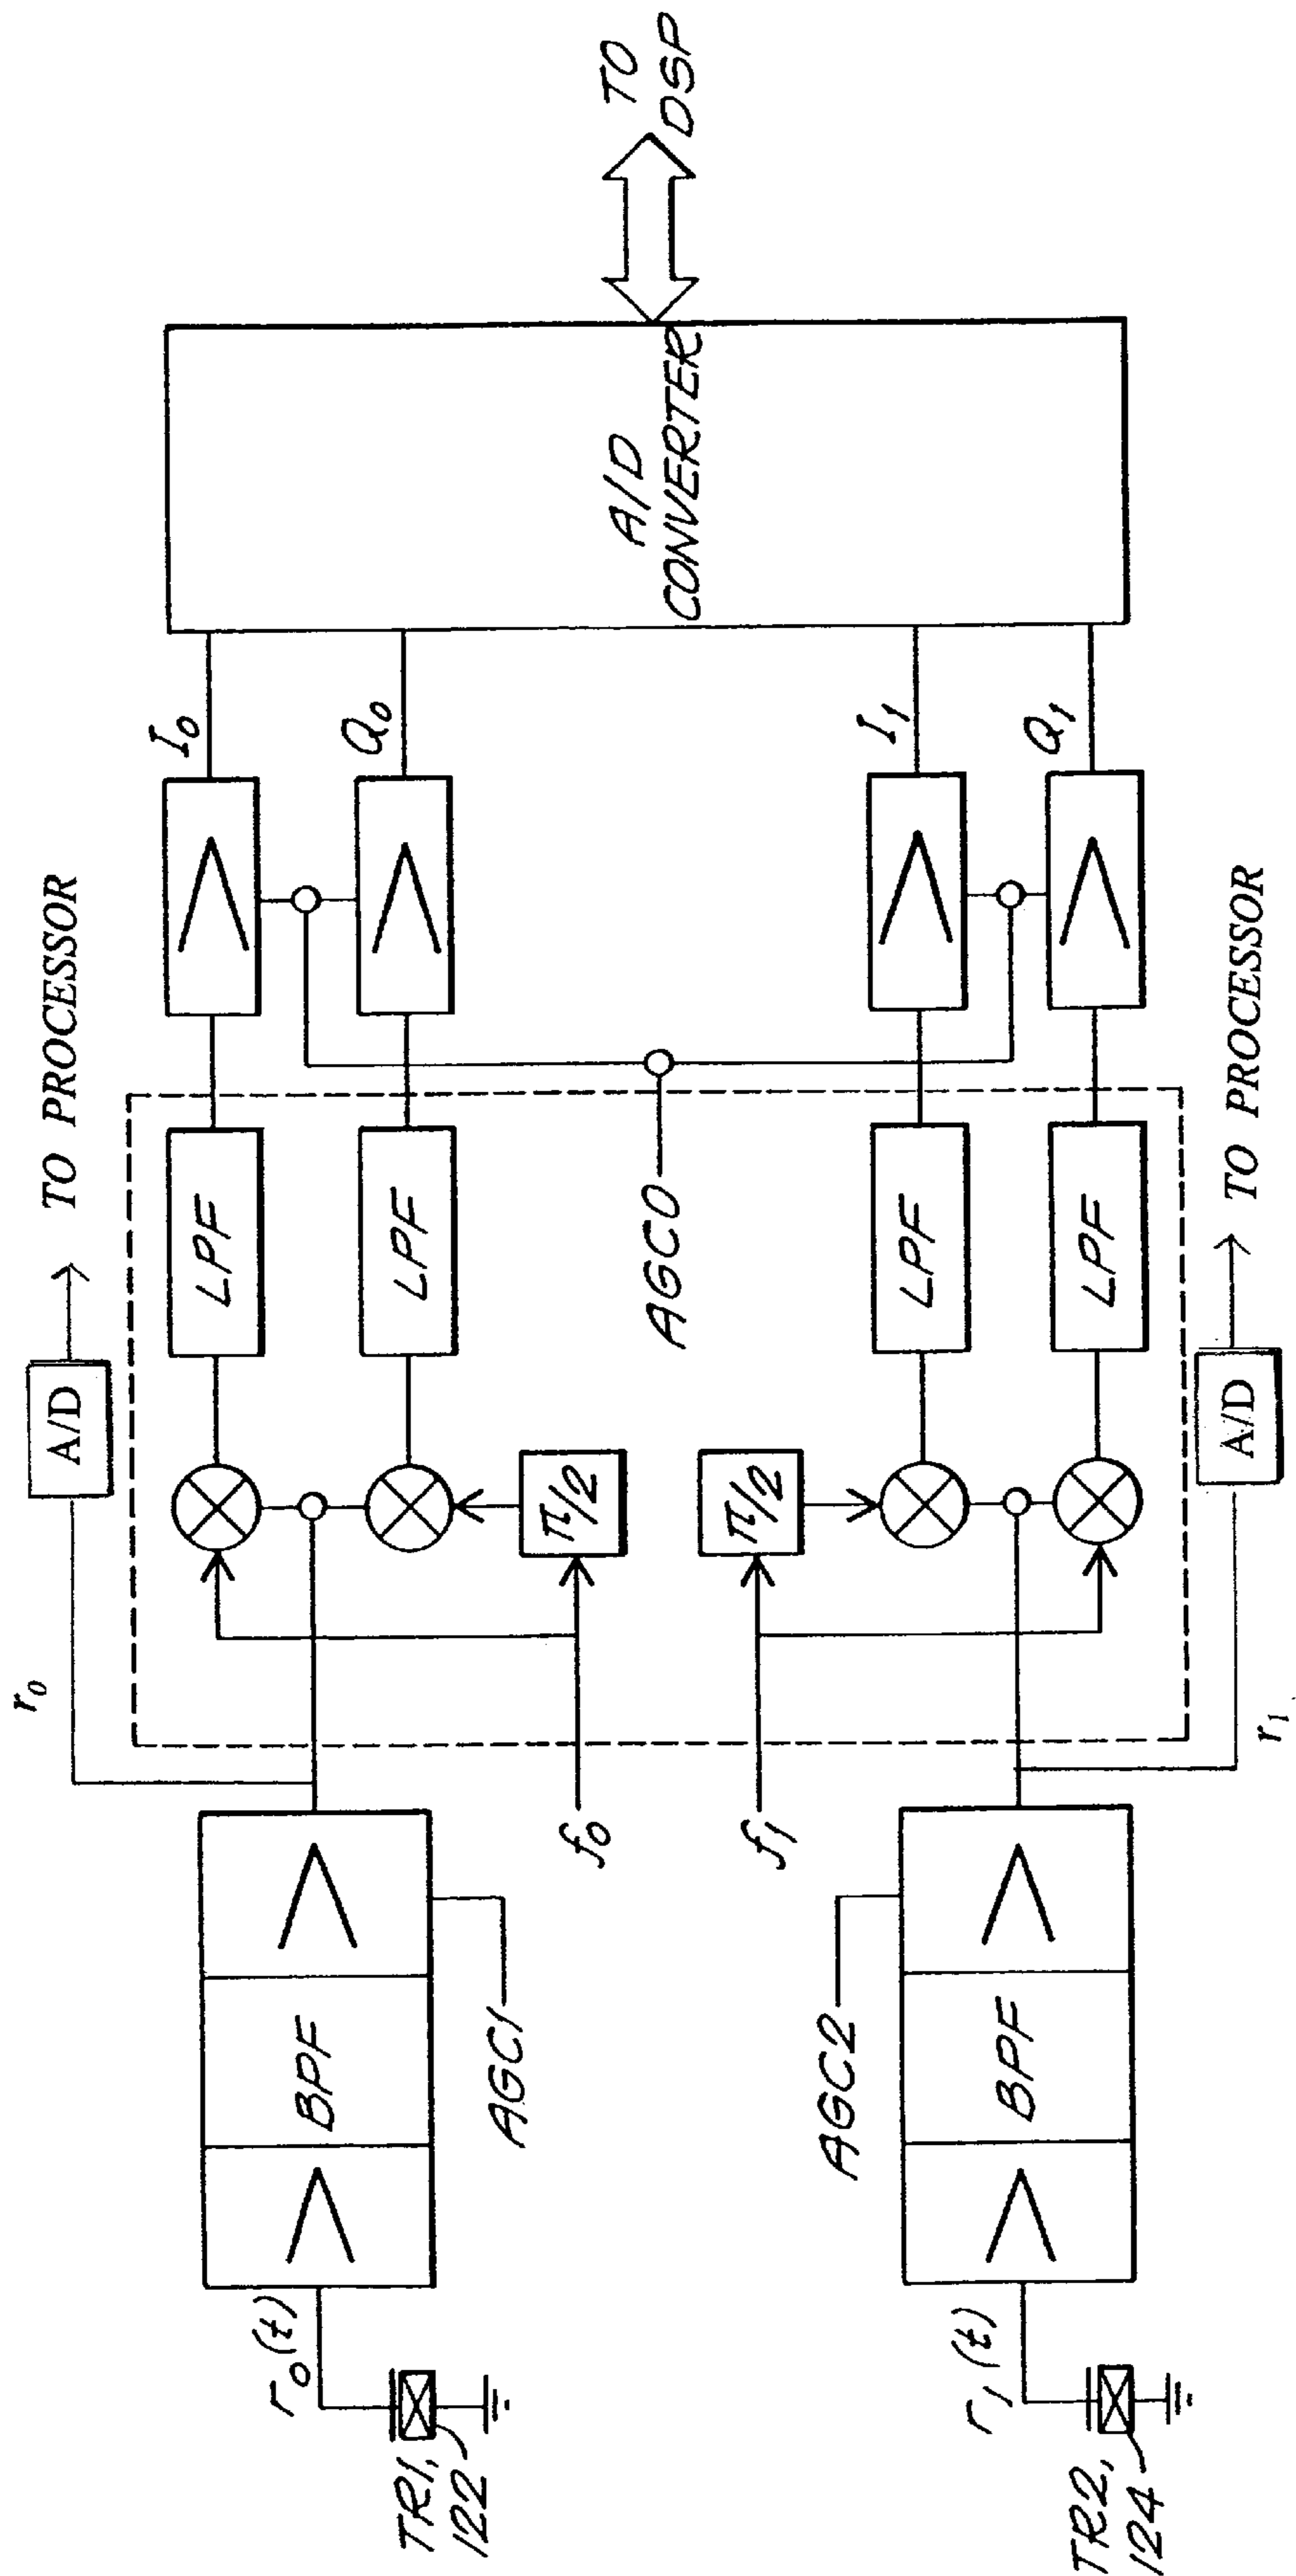 TR1,
122
r0(t)
BPF
AGC1
r0
A/D
TO PROCESSOR
f0
π/2
LPF
LPF
I0
Q0
AGC0
A/D
CONVERTER
TO
DSP
TR2,
124
r1(t)
BPF
AGC2
f1
π/2
LPF
LPF
I1
Q1
r1
A/D
TO PROCESSOR